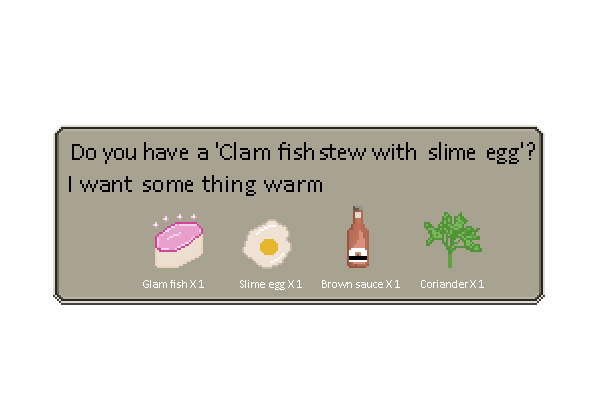 Do you have a 'Clam fish stew with slime egg'?
I want some thing warm
Glam fish X 1
Slime egg X 1
Brown sauce X 1
Coriander X 1